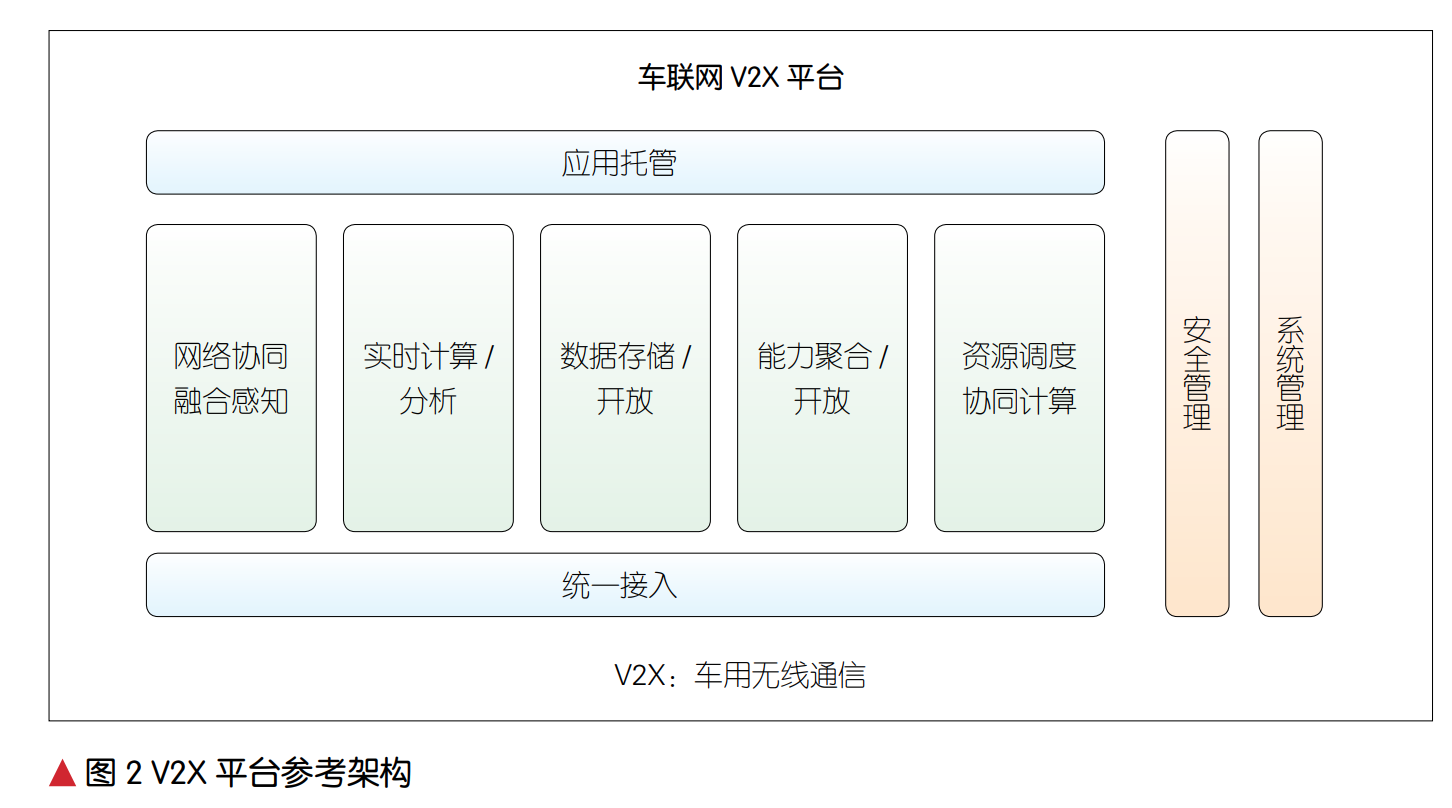 车联网 V2X 平台
应用托管
网络协同
融合感知
实时计算 /
分析
数据存储 /
开放
能力聚合 /
开放
资源调度
协同计算
安全管理
系统管理
统一接入
V2X：车用无线通信
图 2 V2X 平台参考架构